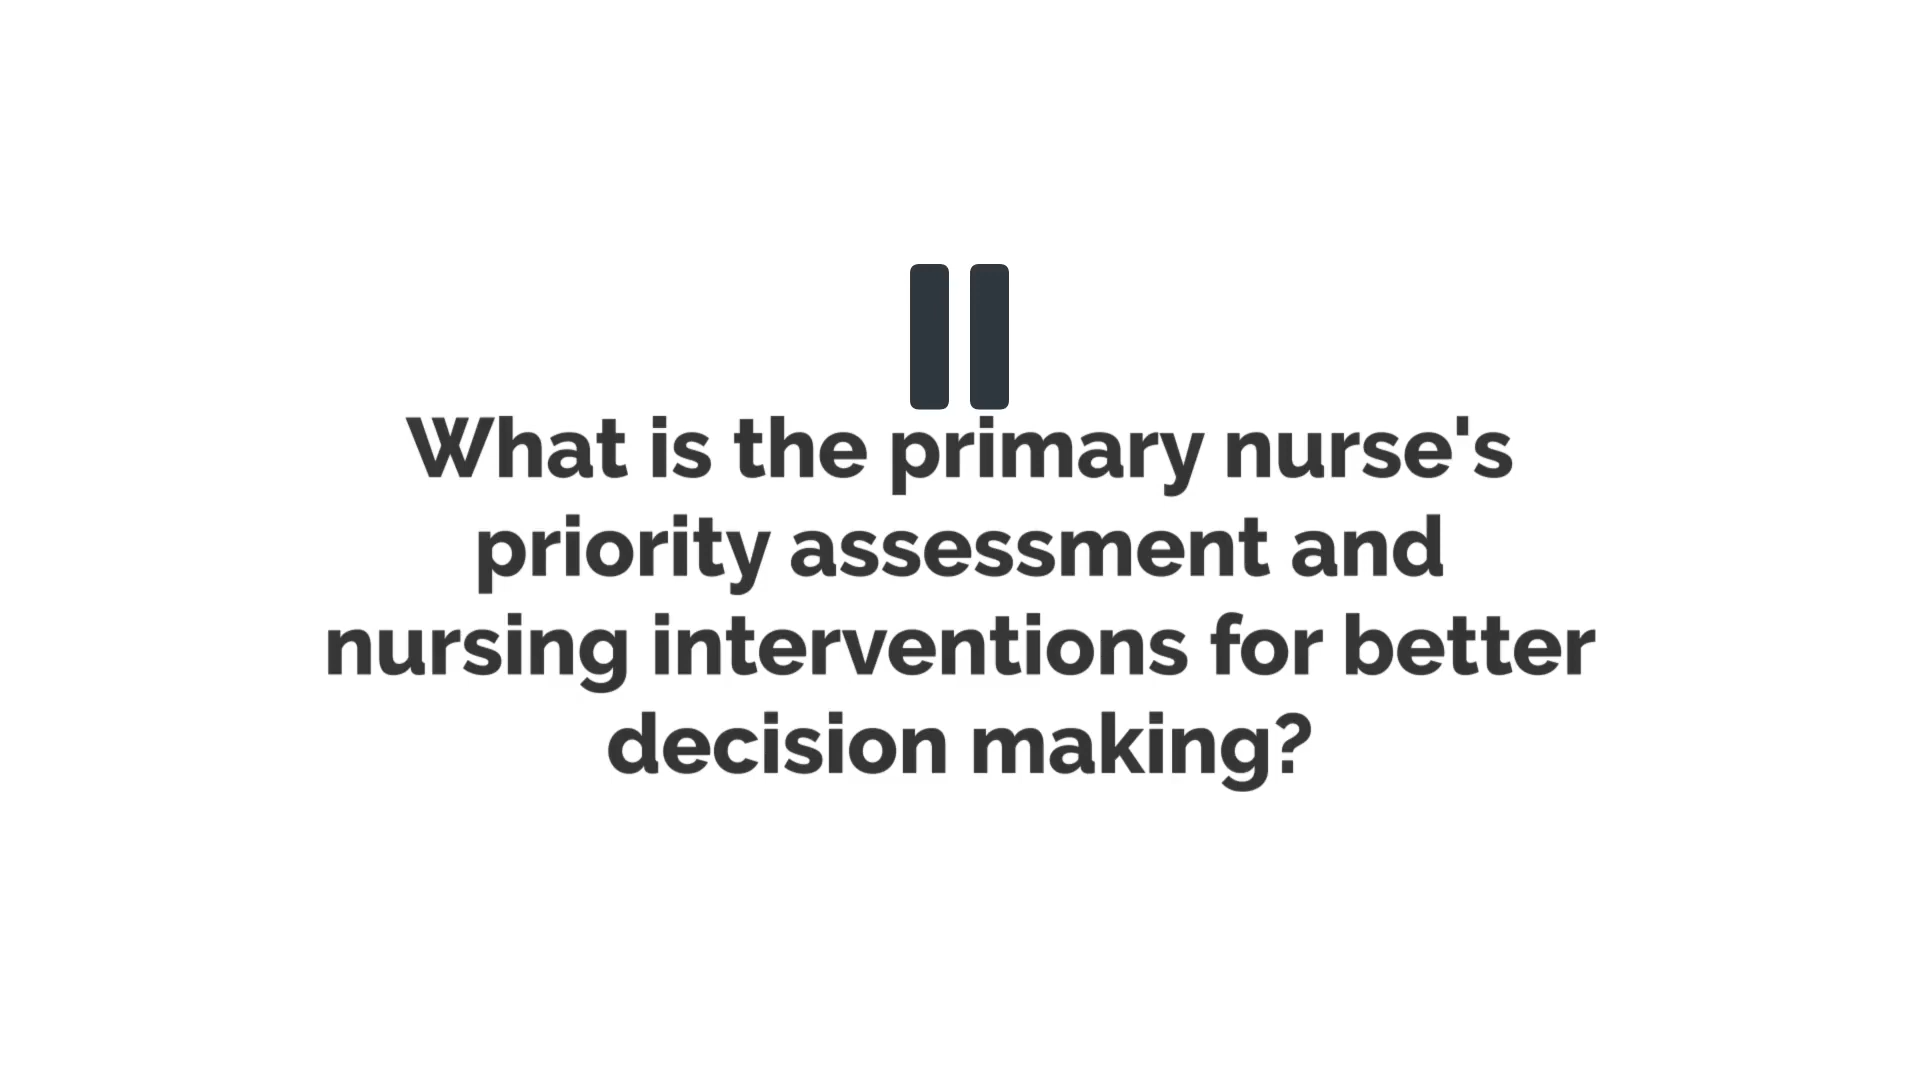 What is the primary nurse's
priority assessment and
nursing interventions for better
decision making?